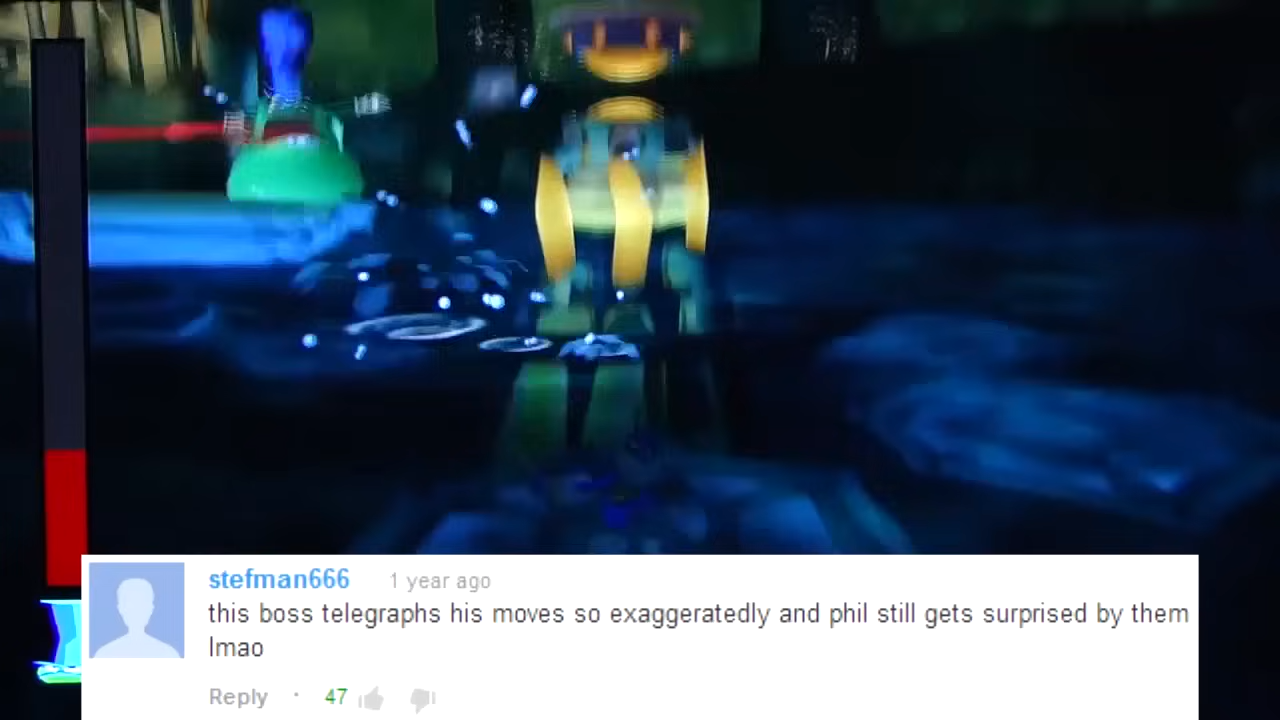 stefman666 1 year ago
this boss telegraphs his moves so exaggeratedly and phil still gets surprised by them
lmao
Reply · 47